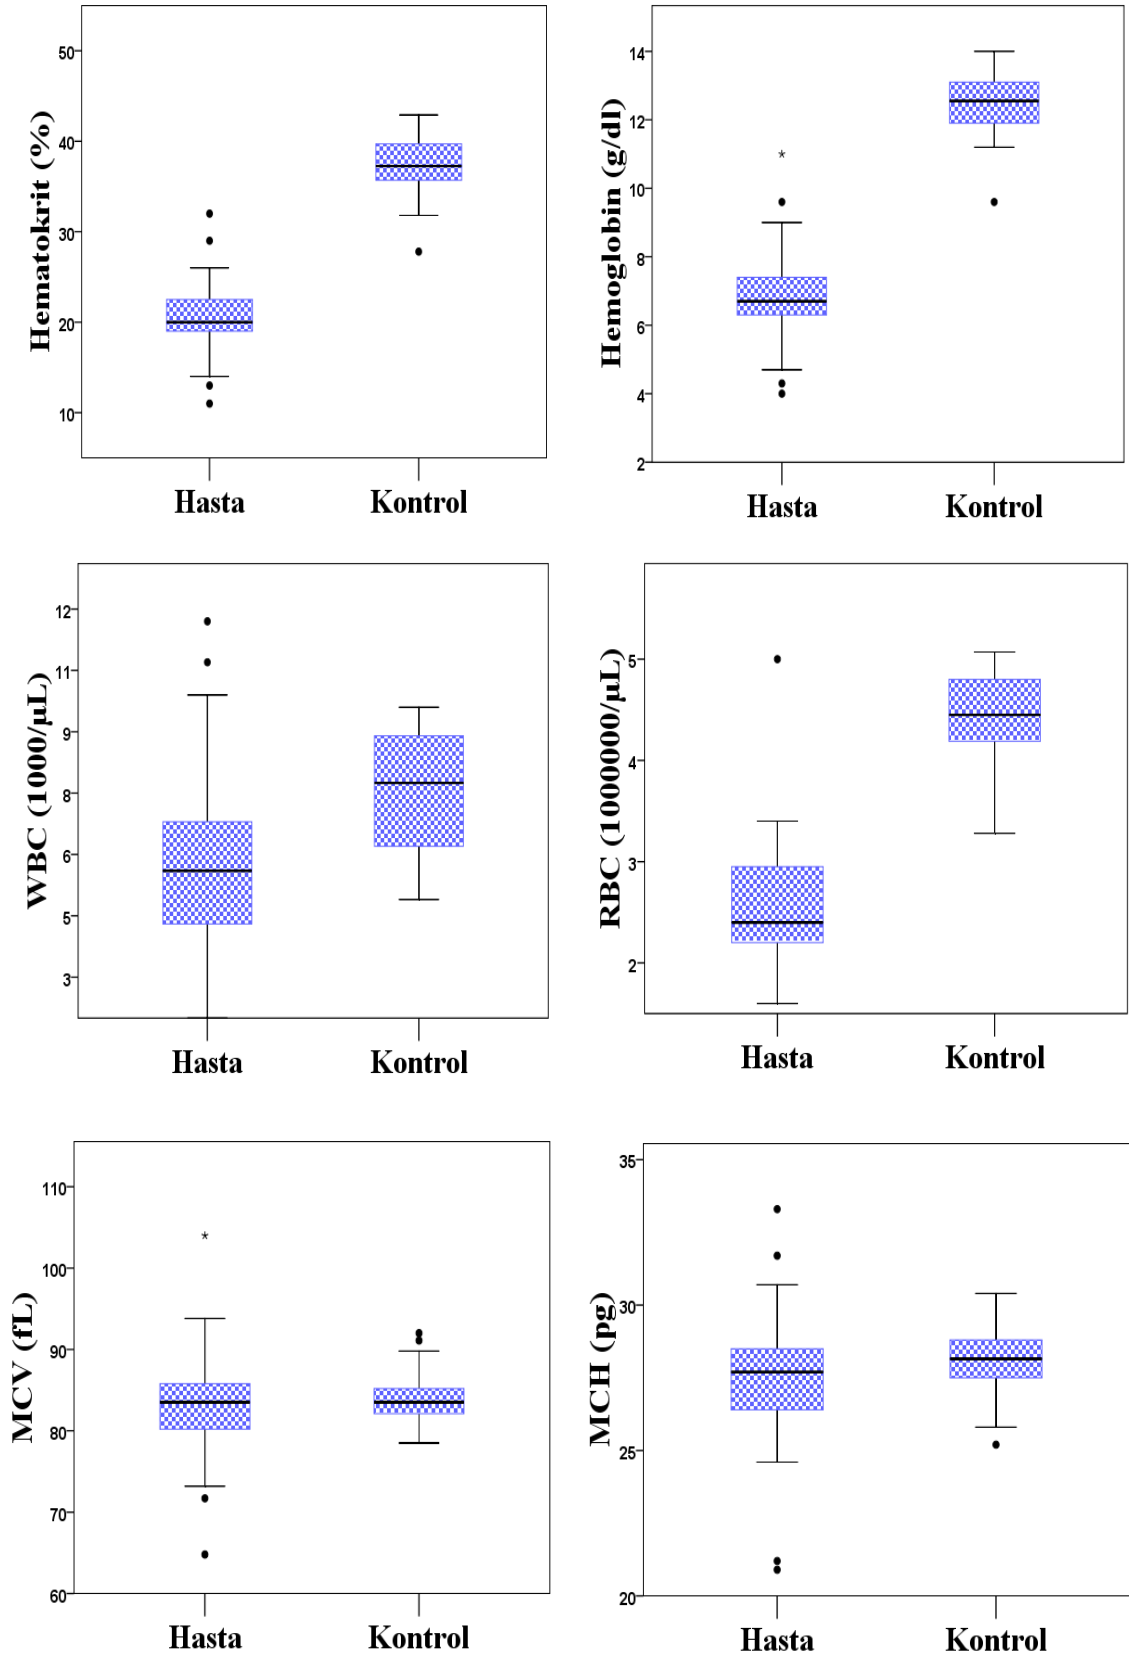 Hematokrit (%)
50
40
30
20
10
Hasta Kontrol
Hemoglobin (g/dl)
14
12
10
8
6
4
2
Hasta Kontrol
WBC (1000/µL)
12
11
9
8
6
5
3
Hasta Kontrol
RBC (1000000/µL)
5
4
3
2
Hasta Kontrol
MCV (fL)
110
100
90
80
70
60
Hasta Kontrol
MCH (pg)
35
30
25
20
Hasta Kontrol